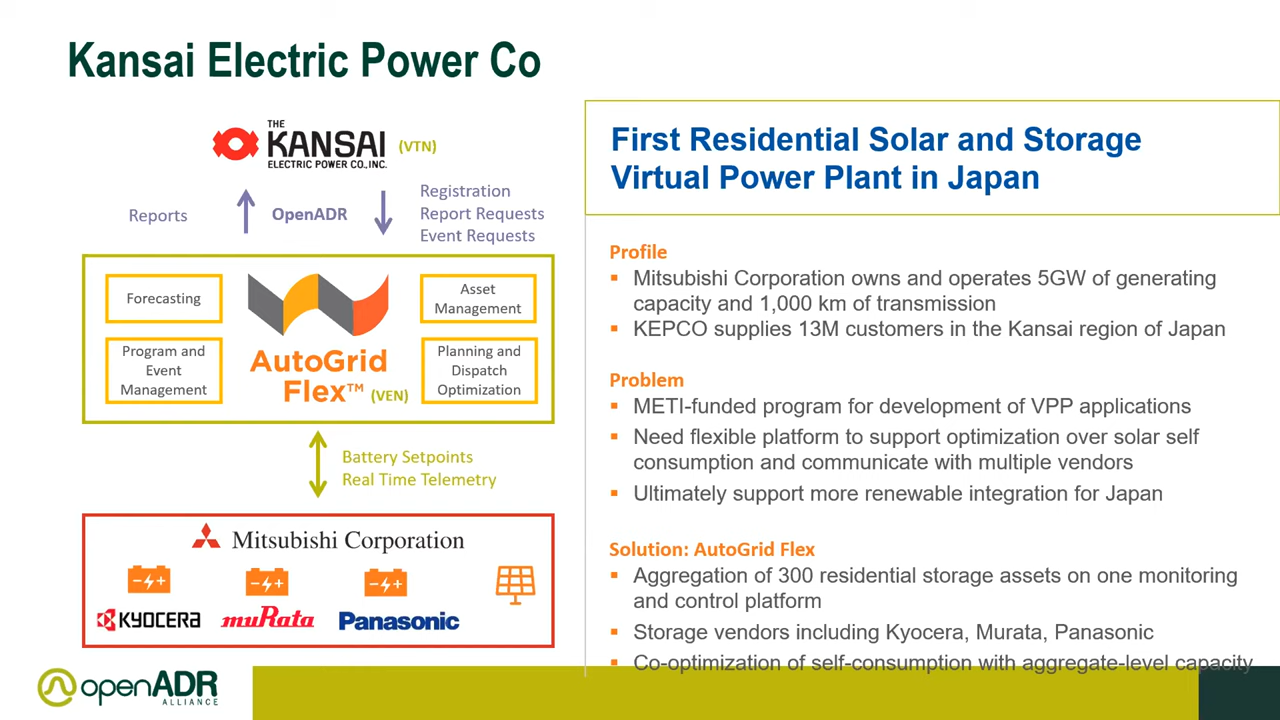 Kansai Electric Power Co
THE
KANSAI
ELECTRIC POWER CO., INC.
(VTN)
Reports
OpenADR
Registration
Report Requests
Event Requests
Forecasting
Asset
Management
Program and
Event
Management
Planning and
Dispatch
Optimization
AutoGrid
Flex™ (VEN)
Battery Setpoints
Real Time Telemetry
Mitsubishi Corporation
KYOCERA
muRata
Panasonic
First Residential Solar and Storage
Virtual Power Plant in Japan
Profile
▪ Mitsubishi Corporation owns and operates 5GW of generating
capacity and 1,000 km of transmission
▪ KEPCO supplies 13M customers in the Kansai region of Japan
Problem
▪ METI-funded program for development of VPP applications
▪ Need flexible platform to support optimization over solar self
consumption and communicate with multiple vendors
▪ Ultimately support more renewable integration for Japan
Solution: AutoGrid Flex
▪ Aggregation of 300 residential storage assets on one monitoring
and control platform
▪ Storage vendors including Kyocera, Murata, Panasonic
▪ Co-optimization of self-consumption with aggregate-level capacity
openADR
ALLIANCE